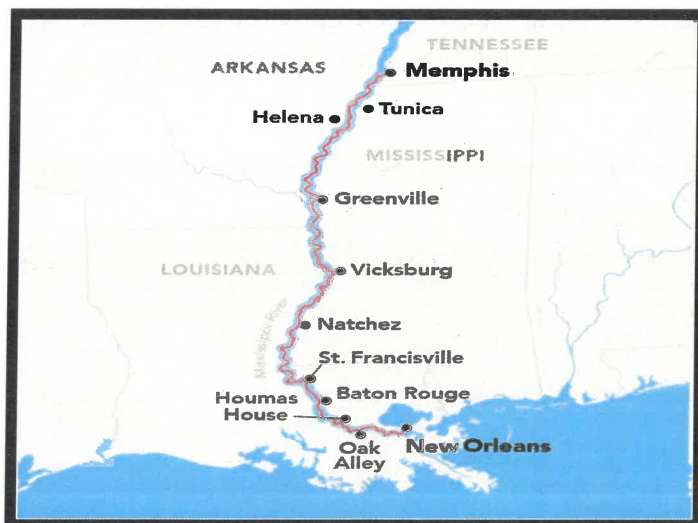 TENNESSEE
ARKANSAS
Memphis
Tunica
Helena
MISSISSIPPI
Greenville
LOUISIANA
Vicksburg
Mississippi River
Natchez
St. Francisville
Houmas
House
Baton Rouge
Oak
Alley
New Orleans